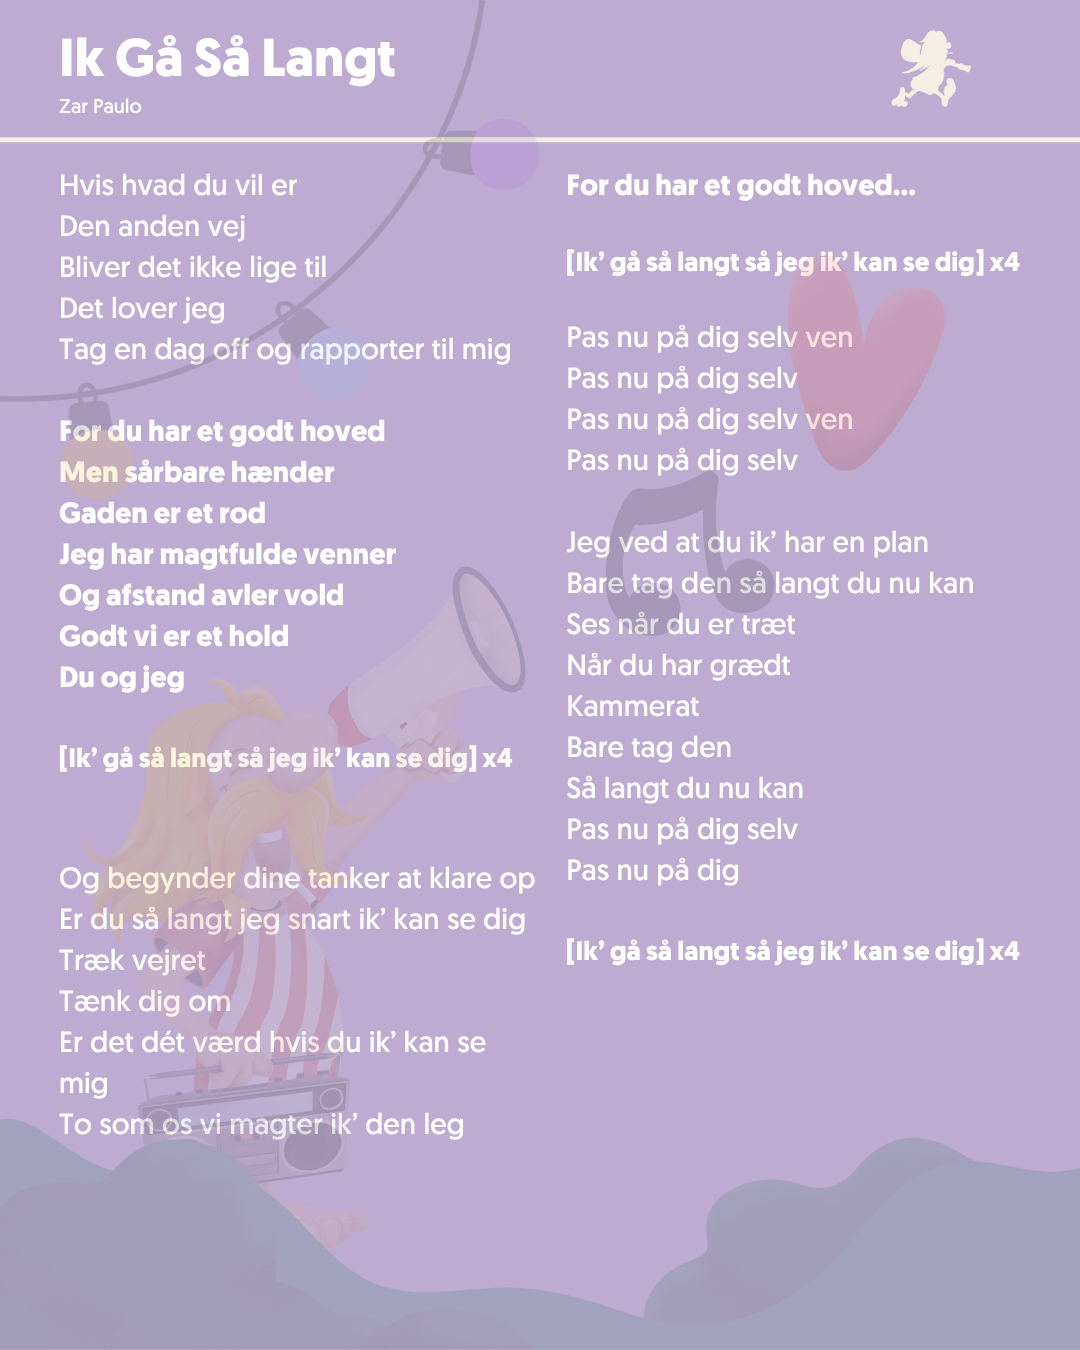 Ik Gå Så Langt
Zar Paulo
Hvis hvad du vil er
Den anden vej
Bliver det ikke lige til
Det lover jeg
Tag en dag off og rapporter til mig
For du har et godt hoved
Men sårbare hænder
Gaden er et rod
Jeg har magtfulde venner
Og afstand avler vold
Godt vi er et hold
Du og jeg
[Ik’ gå så langt så jeg ik’ kan se dig] x4
Og begynder dine tanker at klare op
Er du så langt jeg snart ik’ kan se dig
Træk vejret
Tænk dig om
Er det dét værd hvis du ik’ kan se
mig
To som os vi magter ik’ den leg
For du har et godt hoved...
[Ik’ gå så langt så jeg ik’ kan se dig] x4
Pas nu på dig selv ven
Pas nu på dig selv
Pas nu på dig selv ven
Pas nu på dig selv
Jeg ved at du ik’ har en plan
Bare tag den så langt du nu kan
Ses når du er træt
Når du har grædt
Kammerat
Bare tag den
Så langt du nu kan
Pas nu på dig selv
Pas nu på dig
[Ik’ gå så langt så jeg ik’ kan se dig] x4